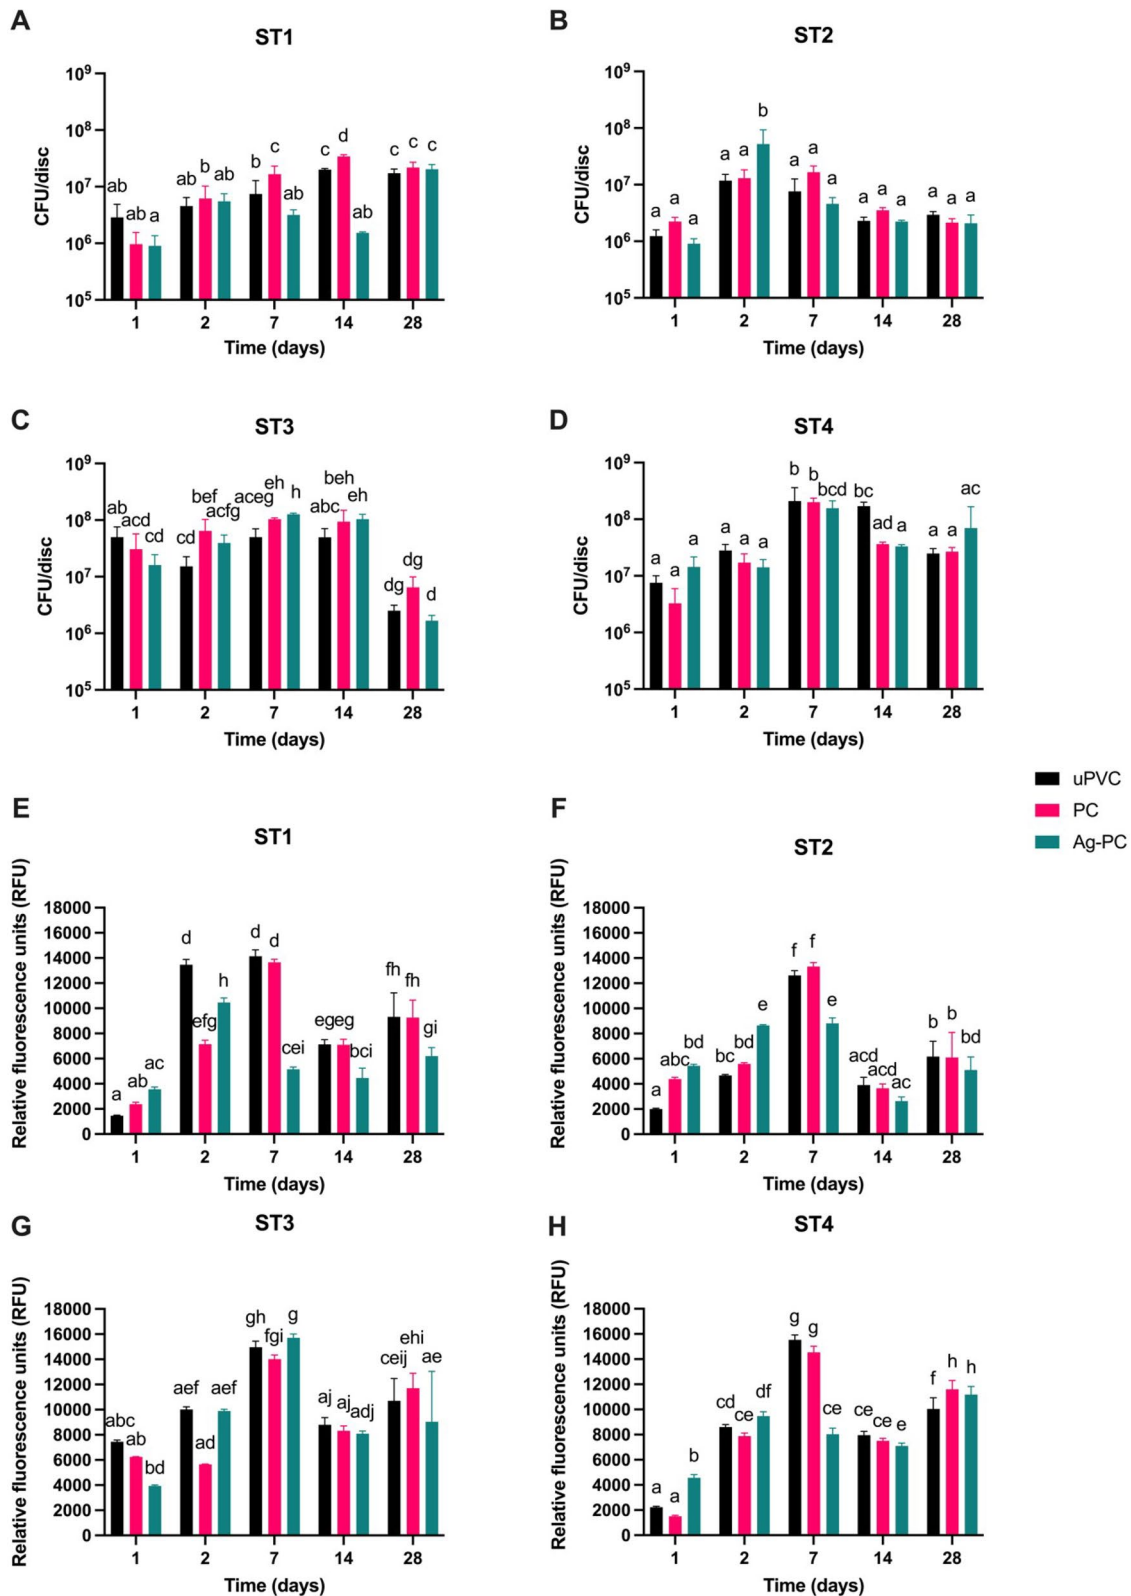 A
ST1
CFU/disc
10⁹
10⁸
10⁷
10⁶
10⁵
ab ab a
ab b ab
b c ab
c d ab
c c c
1 2 7 14 28
Time (days)
B
ST2
CFU/disc
10⁹
10⁸
10⁷
10⁶
10⁵
a a a
a a b
a a a
a a a
a a a
1 2 7 14 28
Time (days)
C
ST3
CFU/disc
10⁹
10⁸
10⁷
10⁶
10⁵
ab acd cd
cd bef acfg
aceg eh h
abc beh eh
dg dg d
1 2 7 14 28
Time (days)
D
ST4
CFU/disc
10⁹
10⁸
10⁷
10⁶
10⁵
a a a
a a a
b b bcd
bc ad a
a a ac
1 2 7 14 28
Time (days)
uPVC
PC
Ag-PC
E
ST1
Relative fluorescence units (RFU)
18000
16000
14000
12000
10000
8000
6000
4000
2000
0
a ab ac
d efg h
d d cei
eg eg bci
fh fh gi
1 2 7 14 28
Time (days)
F
ST2
Relative fluorescence units (RFU)
18000
16000
14000
12000
10000
8000
6000
4000
2000
0
a abc bd
bc bd e
f f e
acd acd ac
b b bd
1 2 7 14 28
Time (days)
G
ST3
Relative fluorescence units (RFU)
18000
16000
14000
12000
10000
8000
6000
4000
2000
0
abc ab bd
aef ad aef
gh fgi g
aj aj adj
ceij ehi ae
1 2 7 14 28
Time (days)
H
ST4
Relative fluorescence units (RFU)
18000
16000
14000
12000
10000
8000
6000
4000
2000
0
a a b
cd ce df
g g ce
ce ce e
f h h
1 2 7 14 28
Time (days)